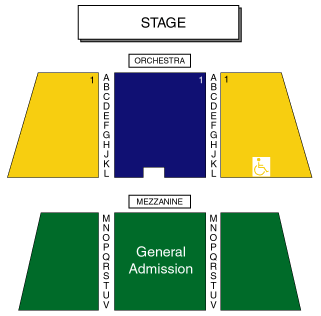 STAGE
ORCHESTRA
1 A A 1 1
B B
C C
D D
E E
F F
G G
H H
J J
K K
L L
MEZZANINE
M M
N N
O O
P P
Q Q
R R
S S
T T
U U
V V
General
Admission